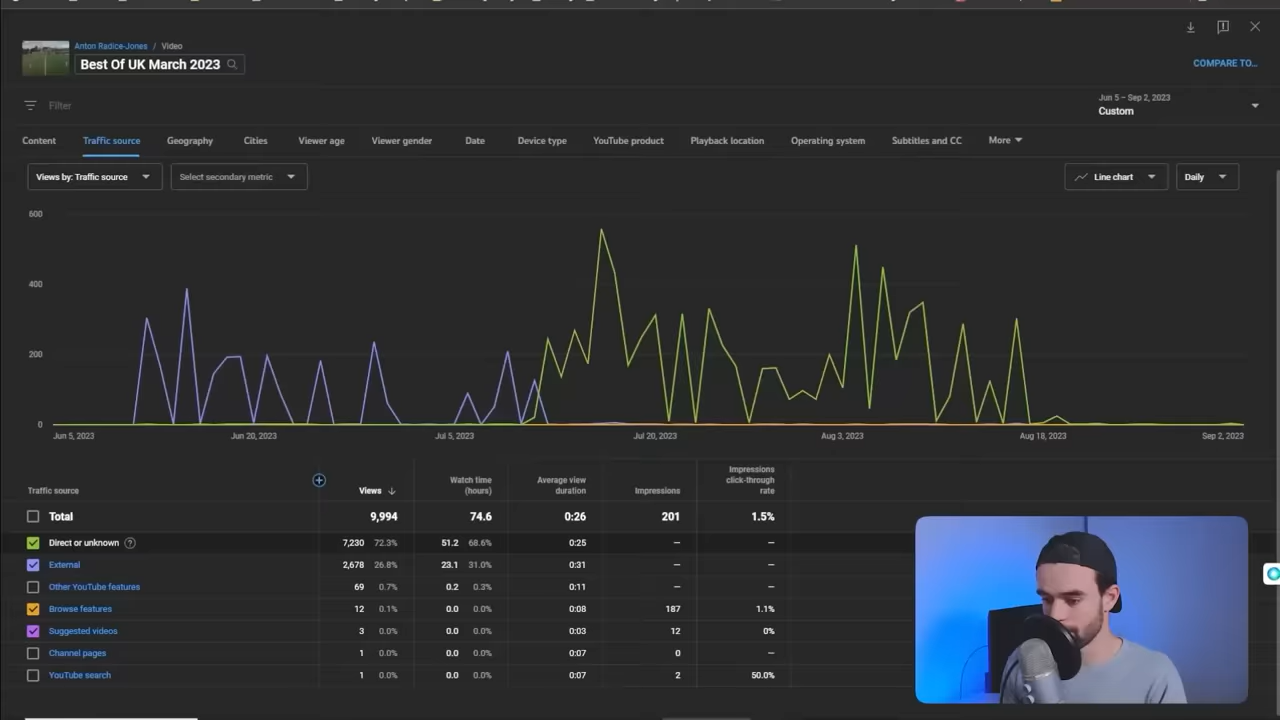 Anton Radice-Jones / Video
Best Of UK March 2023
COMPARE TO...
Filter
Jun 5 – Sep 2, 2023
Custom
Content Traffic source Geography Cities Viewer age Viewer gender Date Device type YouTube product Playback location Operating system Subtitles and CC More
Views by: Traffic source Select secondary metric Line chart Daily
600
400
200
0
Jun 5, 2023 Jun 20, 2023 Jul 5, 2023 Jul 20, 2023 Aug 3, 2023 Aug 18, 2023 Sep 2, 2023
Traffic source Views Watch time (hours) Average view duration Impressions Impressions click-through rate
Total 9,994 74.6 0:26 201 1.5%
Direct or unknown 7,230 72.3% 51.2 68.6% 0:25 — —
External 2,678 26.8% 23.1 31.0% 0:31 — —
Other YouTube features 69 0.7% 0.2 0.3% 0:11 — —
Browse features 12 0.1% 0.0 0.0% 0:08 187 1.1%
Suggested videos 3 0.0% 0.0 0.0% 0:03 12 0%
Channel pages 1 0.0% 0.0 0.0% 0:07 0 —
YouTube search 1 0.0% 0.0 0.0% 0:07 2 50.0%